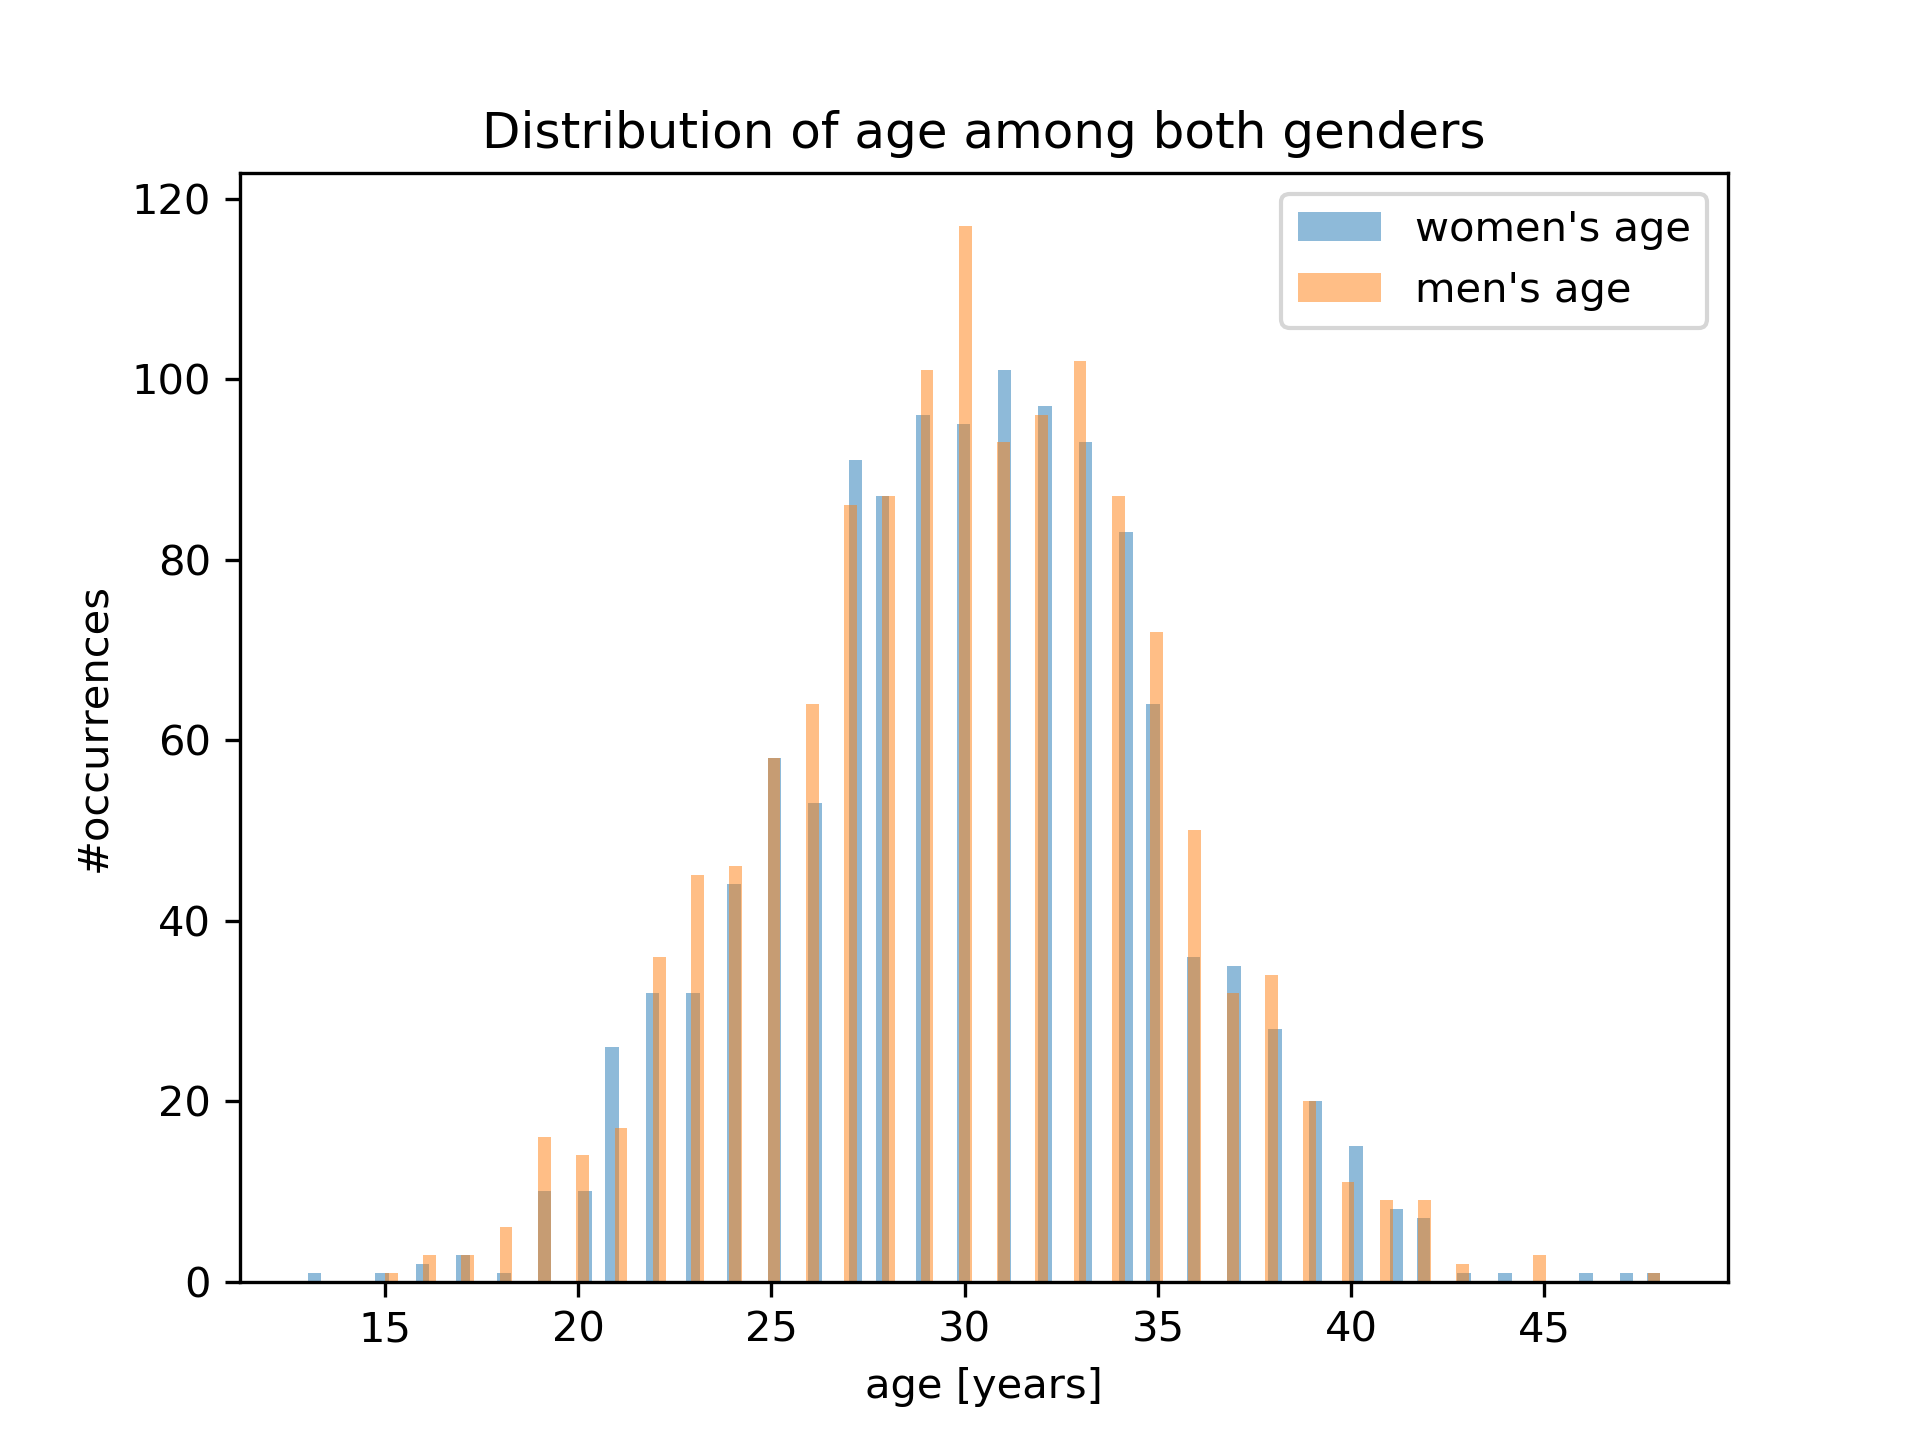 Distribution of age among both genders
women's age
men's age
120
100
80
60
40
20
0
#occurrences
15 20 25 30 35 40 45
age [years]